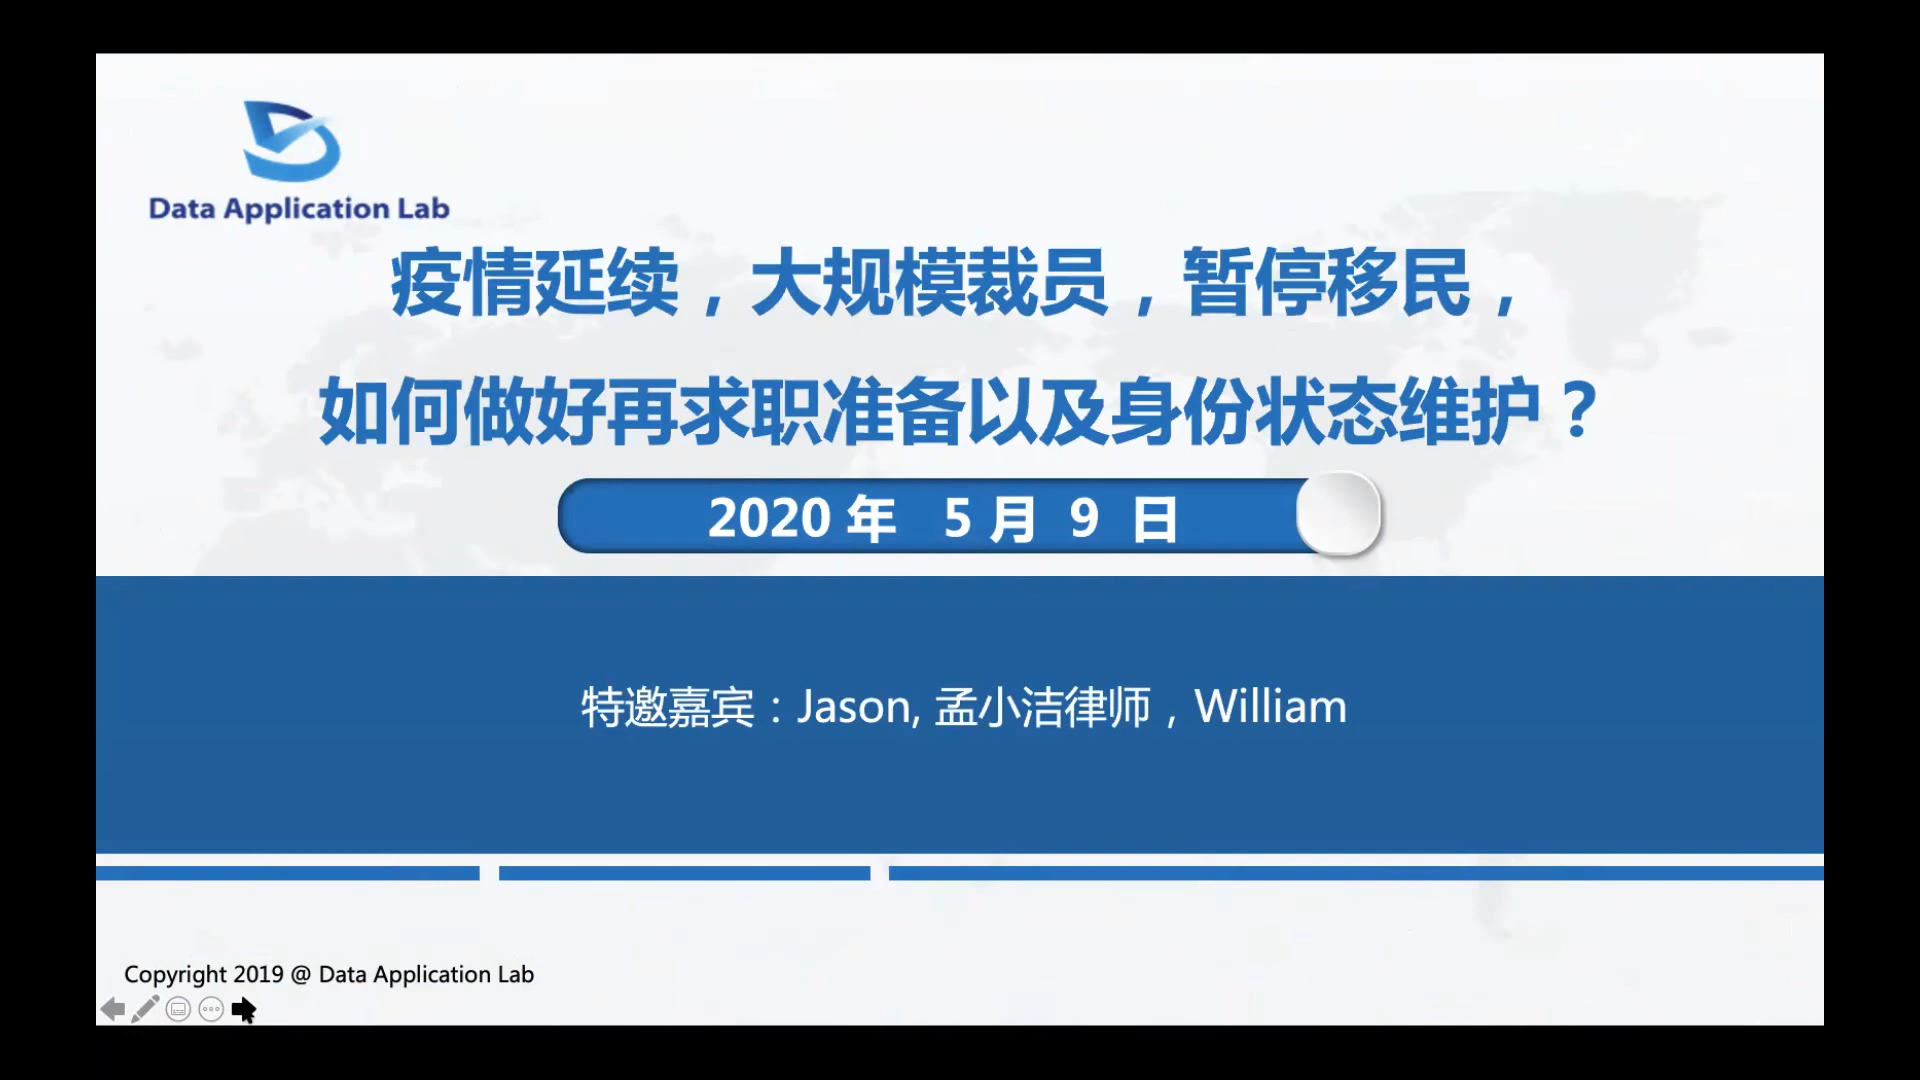 Data Application Lab
疫情延续，大规模裁员，暂停移民，
如何做好再求职准备以及身份状态维护？
2020 年 5 月 9 日
特邀嘉宾：Jason, 孟小洁律师，William
Copyright 2019 @ Data Application Lab